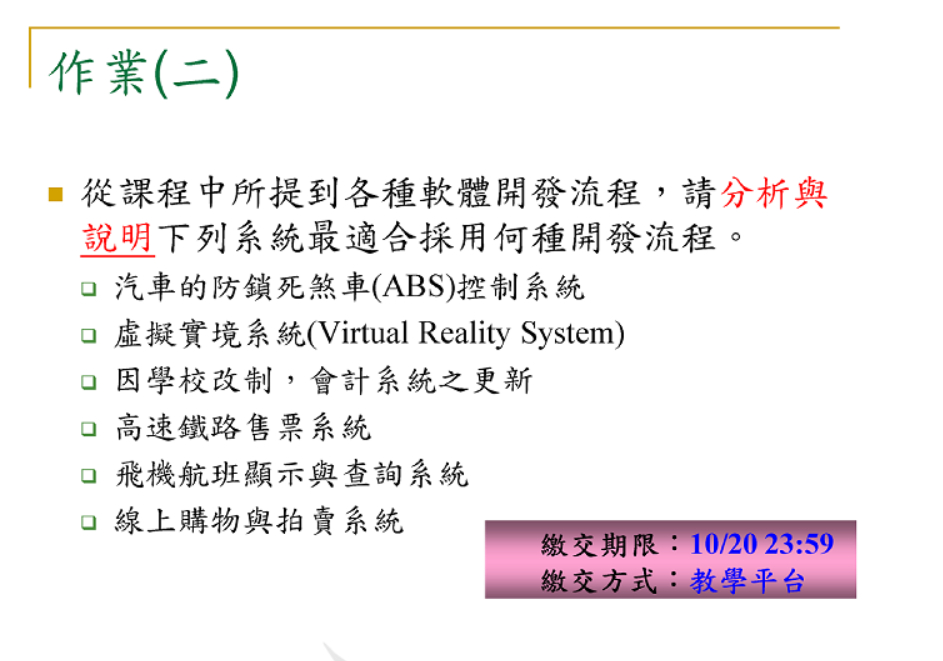 作業(二)
從課程中所提到各種軟體開發流程，請分析與
說明下列系統最適合採用何種開發流程。
汽車的防鎖死煞車(ABS)控制系統
虛擬實境系統(Virtual Reality System)
因學校改制，會計系統之更新
高速鐵路售票系統
飛機航班顯示與查詢系統
線上購物與拍賣系統
繳交期限：10/20 23:59
繳交方式：教學平台